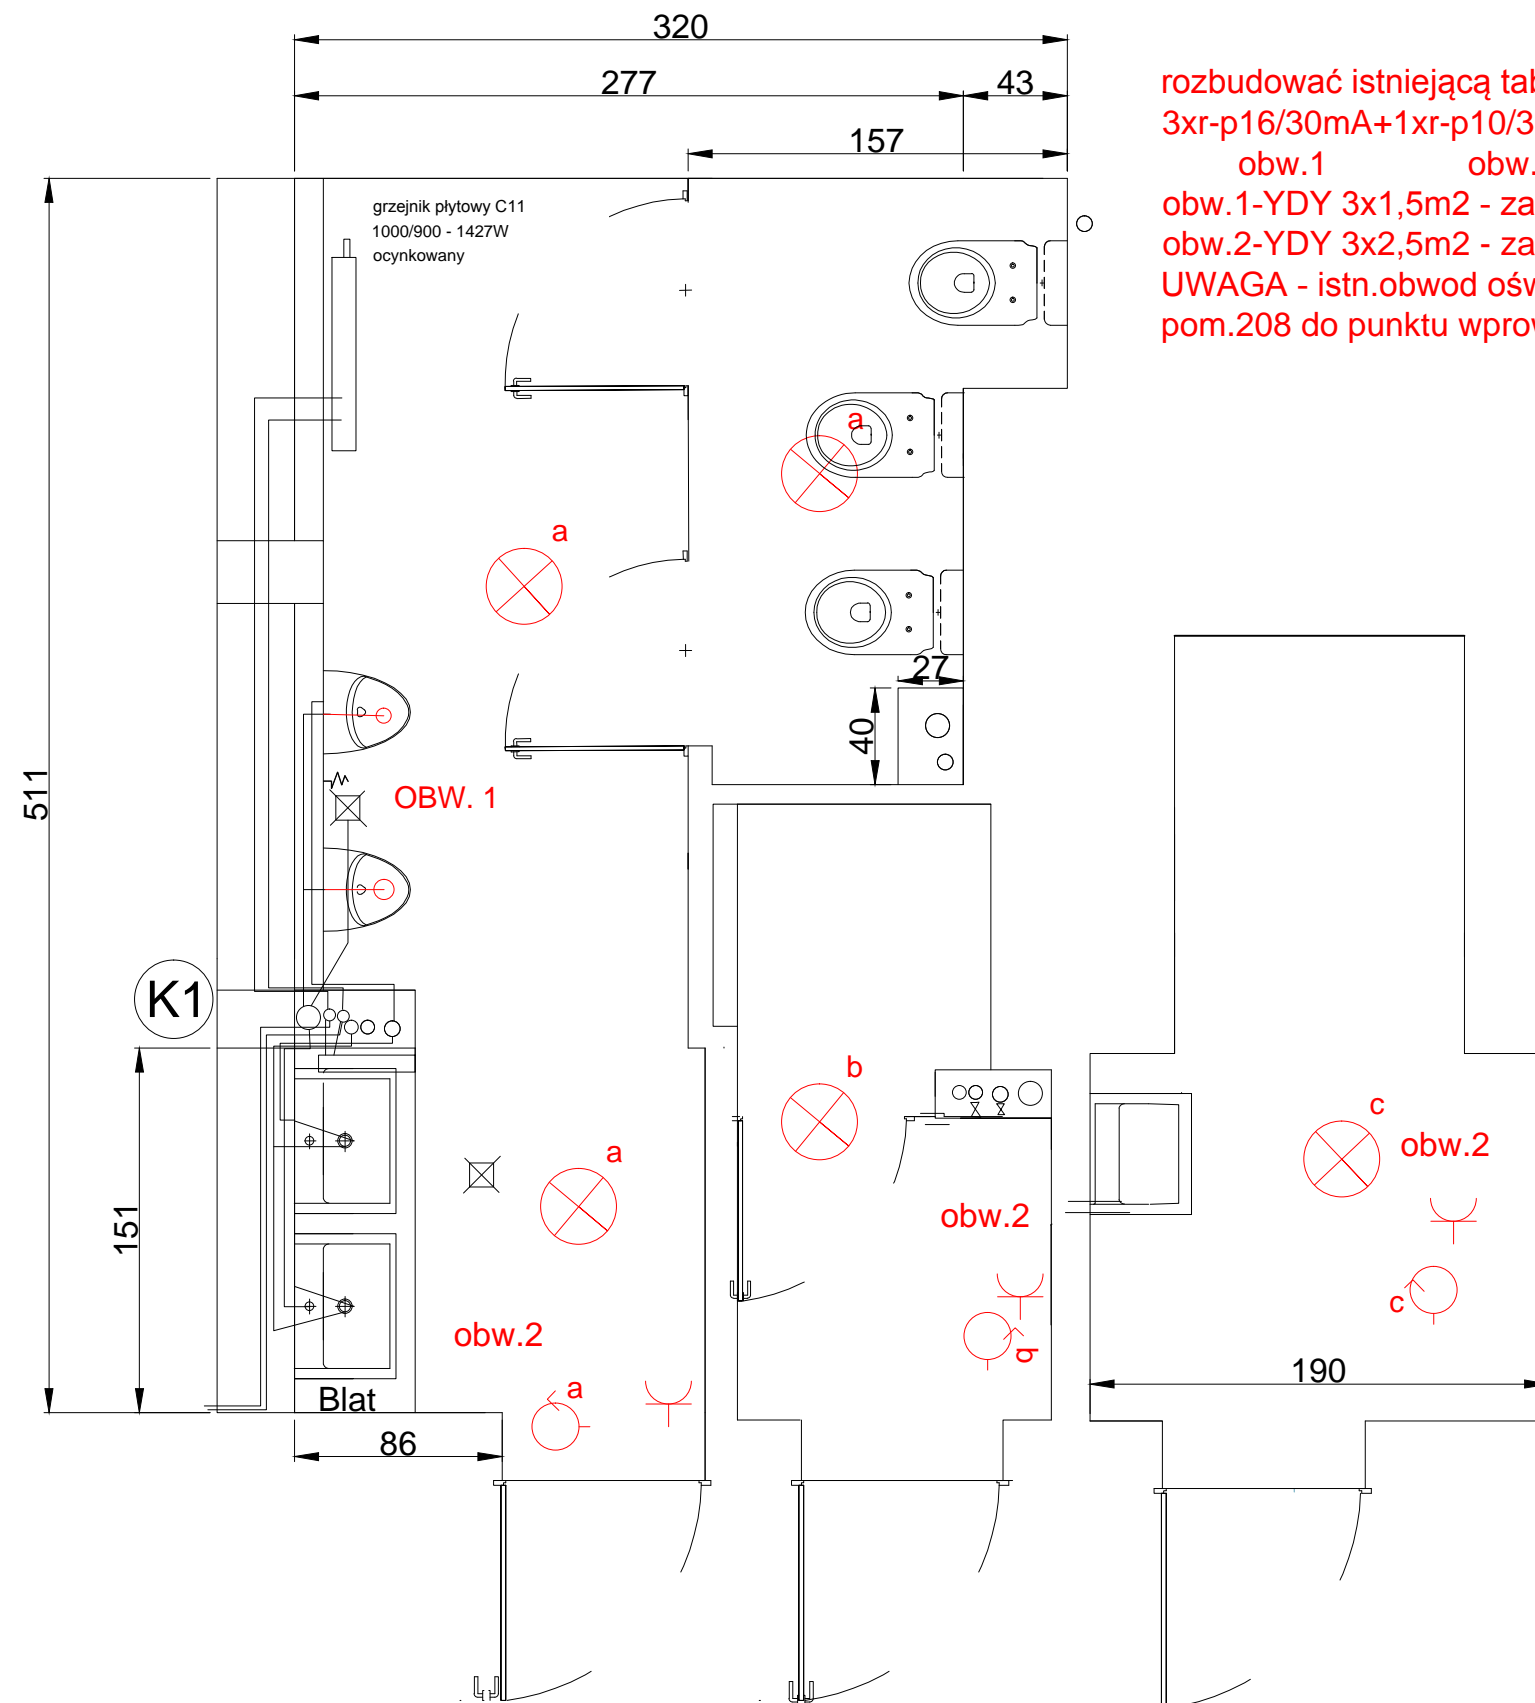 320
277
43
157
rozbudować istniejącą tab
3xr-p16/30mA+1xr-p10/3
obw.1 obw.
obw.1-YDY 3x1,5m2 - za
obw.2-YDY 3x2,5m2 - za
UWAGA - istn.obwod ośw
pom.208 do punktu wprow
grzejnik płytowy C11
1000/900 - 1427W
ocynkowany
a
a
27
40
511
OBW. 1
K1
b
a
c
obw.2
obw.2
151
obw.2
c
b
a
190
Blat
86